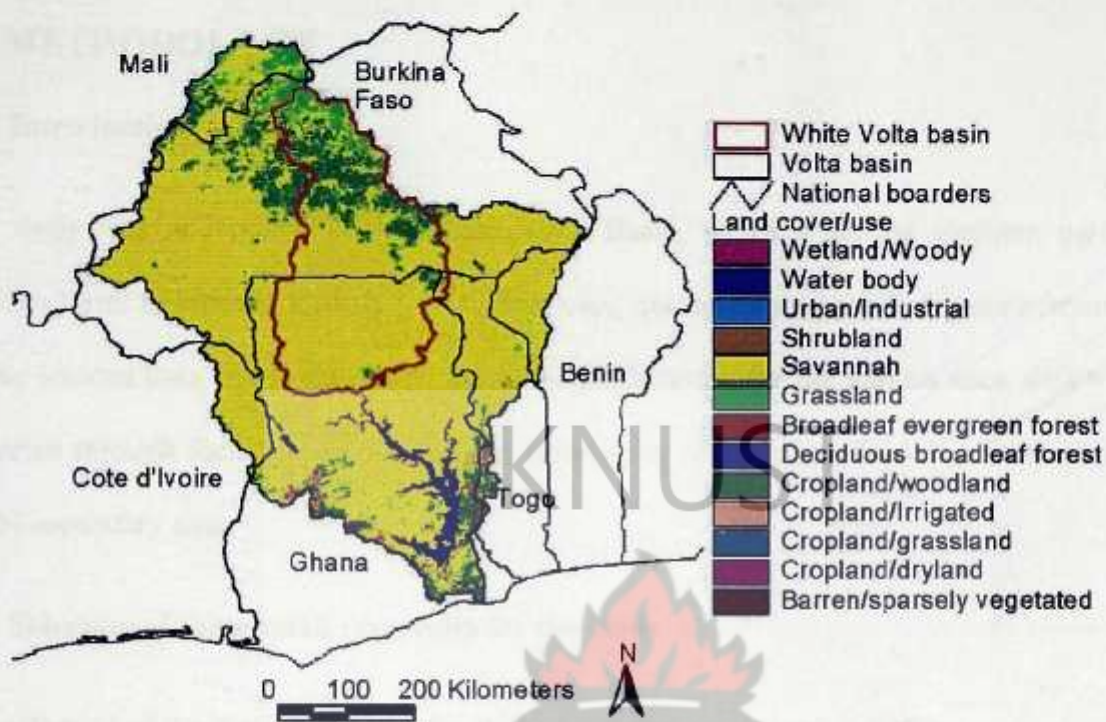 Mali
Burkina
Faso
Benin
Togo
Cote d'Ivoire
Ghana
KNUST
White Volta basin
Volta basin
National boarders
Land cover/use
Wetland/Woody
Water body
Urban/Industrial
Shrubland
Savannah
Grassland
Broadleaf evergreen forest
Deciduous broadleaf forest
Cropland/woodland
Cropland/Irrigated
Cropland/grassland
Cropland/dryland
Barren/sparsely vegetated
0 100 200 Kilometers
N